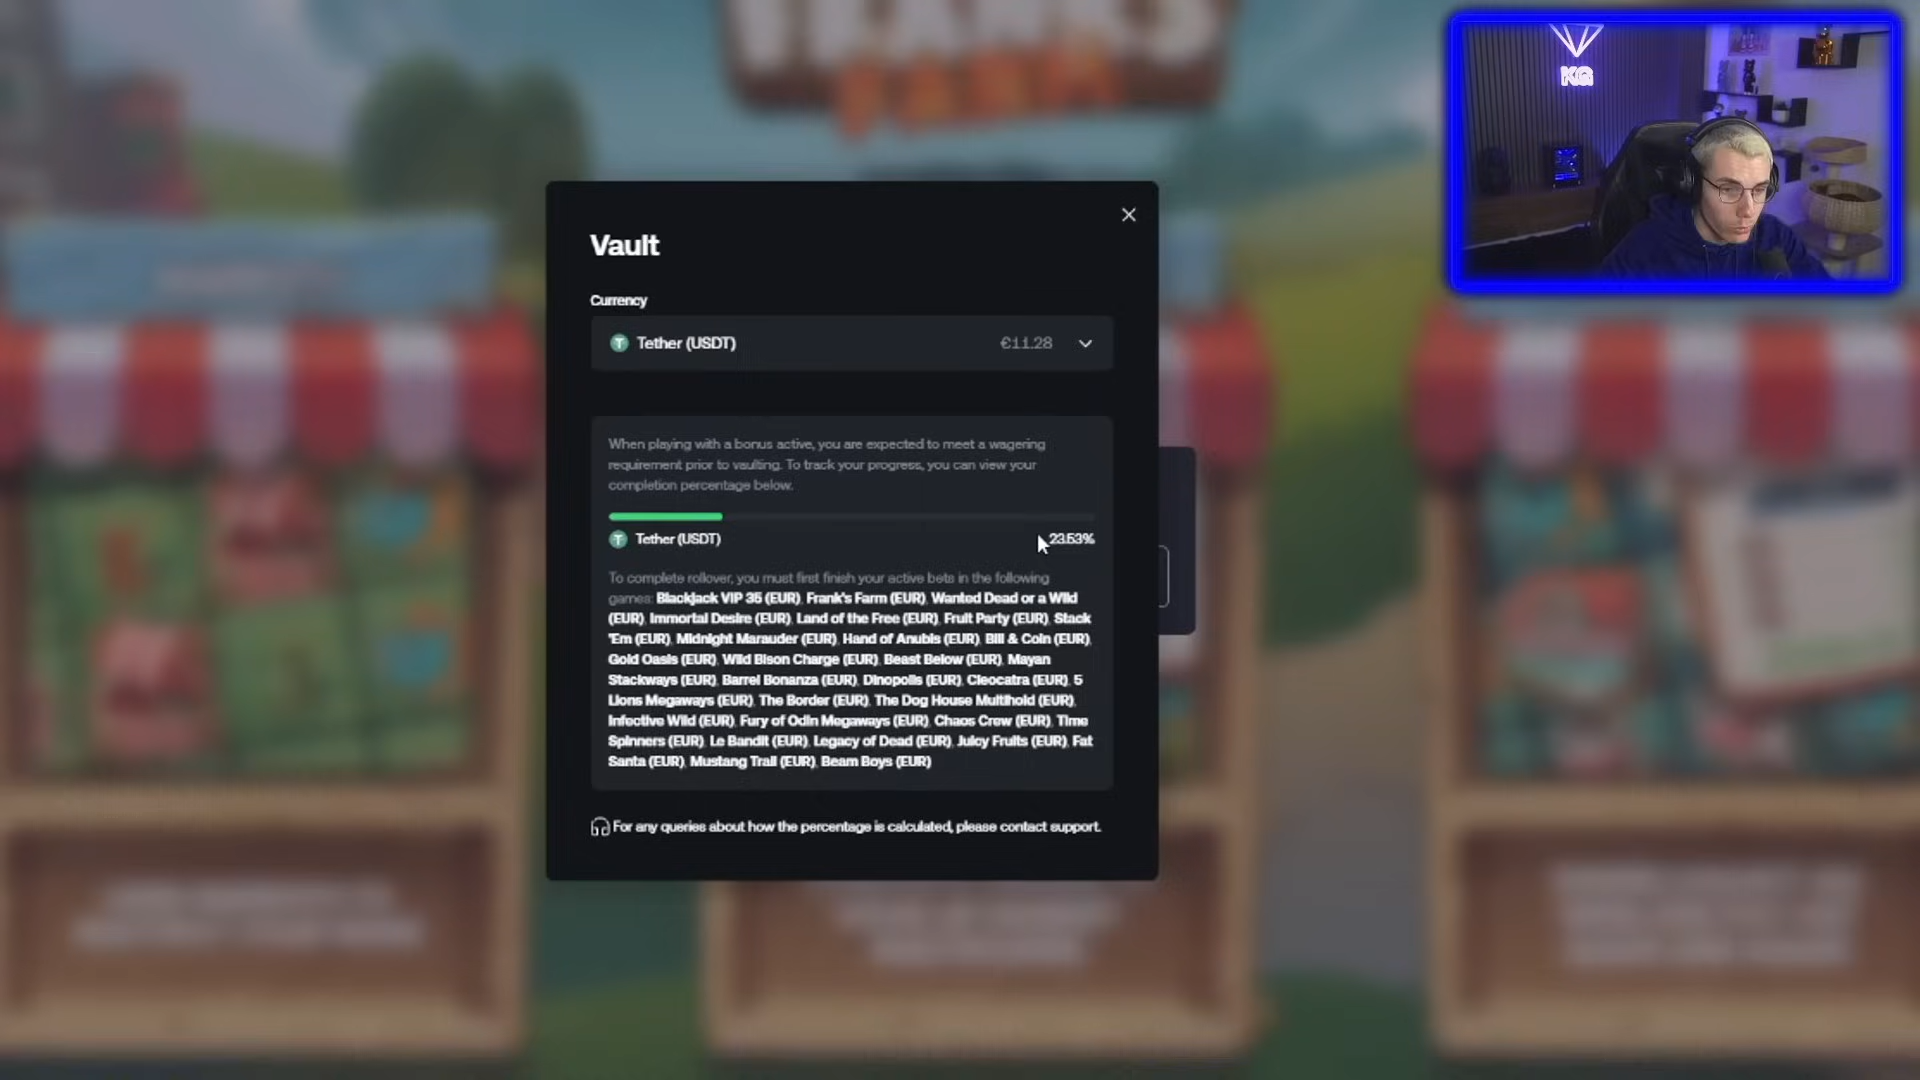 KG
Vault
Currency
Tether (USDT) €11.28
When playing with a bonus active, you are expected to meet a wagering
requirement prior to vaulting. To track your progress, you can view your
completion percentage below.
Tether (USDT) 23.53%
To complete rollover, you must first finish your active bets in the following
games: Blackjack VIP 35 (EUR), Frank's Farm (EUR), Wanted Dead or a Wild
(EUR), Immortal Desire (EUR), Land of the Free (EUR), Fruit Party (EUR), Stack
'Em (EUR), Midnight Marauder (EUR), Hand of Anubis (EUR), Bill & Coin (EUR),
Gold Oasis (EUR), Wild Bison Charge (EUR), Beast Below (EUR), Mayan
Stackways (EUR), Barrel Bonanza (EUR), Dinopolis (EUR), Cleocatra (EUR), 5
Lions Megaways (EUR), The Border (EUR), The Dog House Multihold (EUR),
Infective Wild (EUR), Fury of Odin Megaways (EUR), Chaos Crew (EUR), Time
Spinners (EUR), Le Bandit (EUR), Legacy of Dead (EUR), Juicy Fruits (EUR), Fat
Santa (EUR), Mustang Trail (EUR), Beam Boys (EUR)
For any queries about how the percentage is calculated, please contact support.